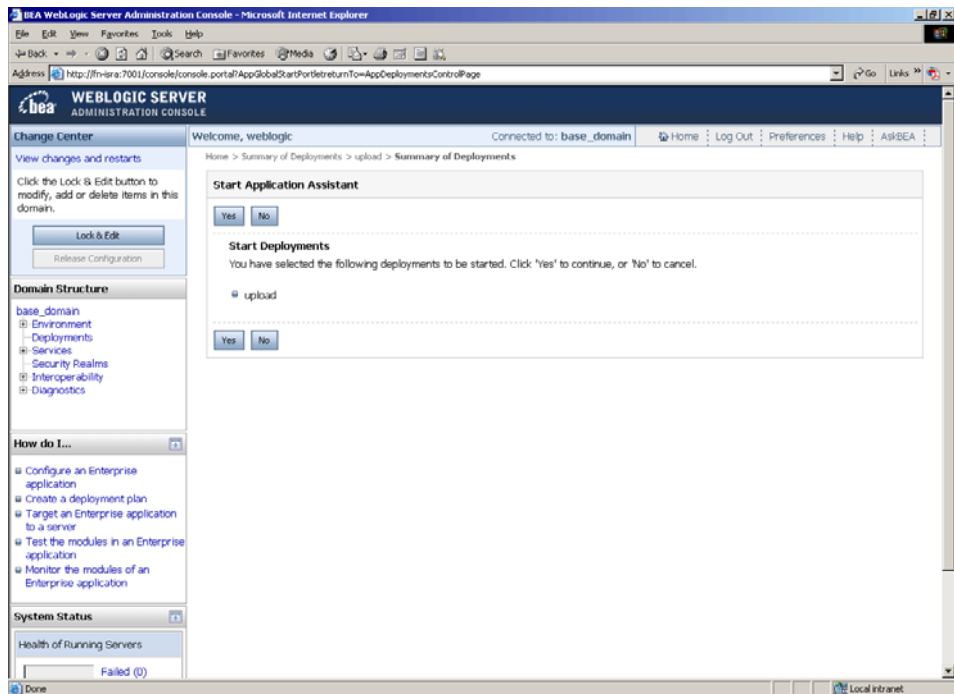 BEA WebLogic Server Administration Console - Microsoft Internet Explorer
File Edit View Favorites Tools Help
Back Search Favorites Media
Address http://fn-isra:7001/console/console.portal?AppGlobalStartPortletreturnTo=AppDeploymentsControlPage Go Links »
bea WEBLOGIC SERVER
ADMINISTRATION CONSOLE
Change Center
View changes and restarts
Click the Lock & Edit button to
modify, add or delete items in this
domain.
Lock & Edit
Release Configuration
Domain Structure
base_domain
Environment
Deployments
Services
Security Realms
Interoperability
Diagnostics
How do I...
Configure an Enterprise
application
Create a deployment plan
Target an Enterprise application
to a server
Test the modules in an Enterprise
application
Monitor the modules of an
Enterprise application
System Status
Health of Running Servers
Failed (0)
Welcome, weblogic Connected to: base_domain Home Log Out Preferences Help AskBEA
Home > Summary of Deployments > upload > Summary of Deployments
Start Application Assistant
Yes No
Start Deployments
You have selected the following deployments to be started. Click 'Yes' to continue, or 'No' to cancel.
upload
Yes No
Done Local intranet